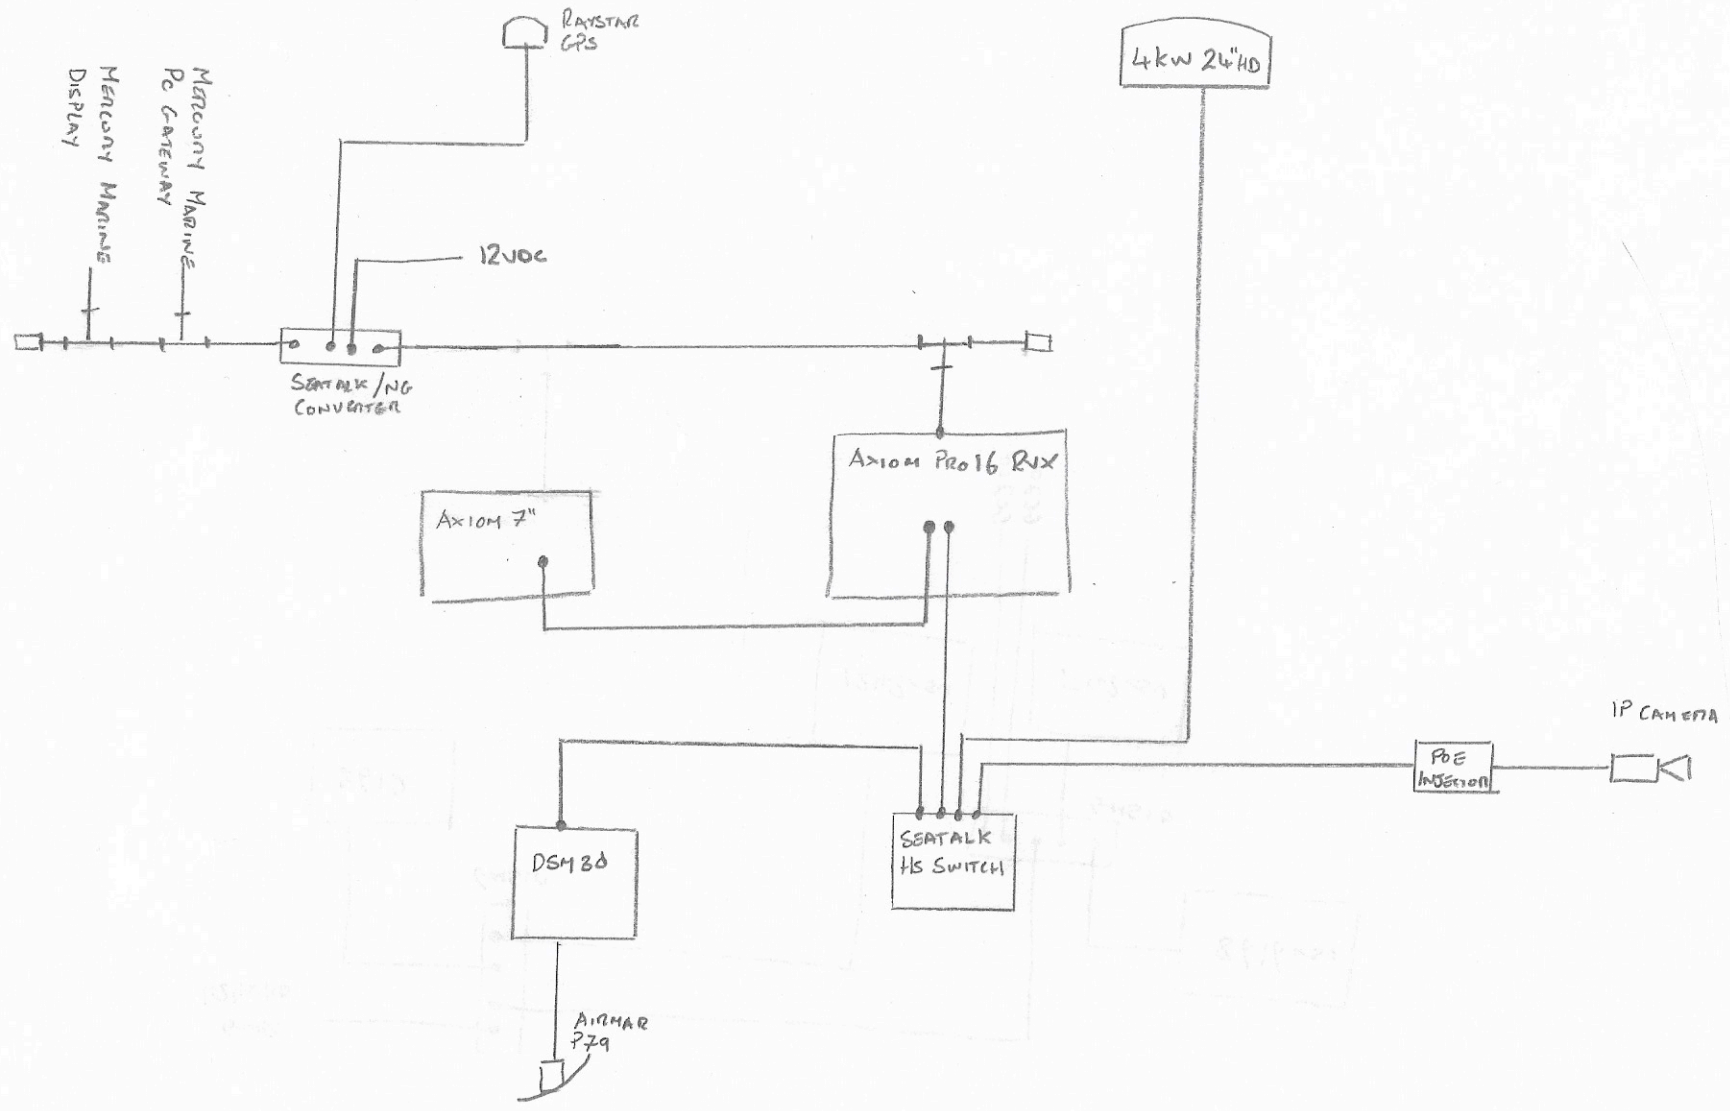 RAYSTAR
GPS
4KW 24"HD
MERCURY MARINE
DISPLAY
MERCURY MARINE
PC GATEWAY
12VDC
SEATALK/NG
CONVERTER
AXIOM PRO16 RVX
AXIOM 7"
IP CAMERA
POE
INJECTOR
SEATALK
HS SWITCH
DSM30
AIRMAR
P79